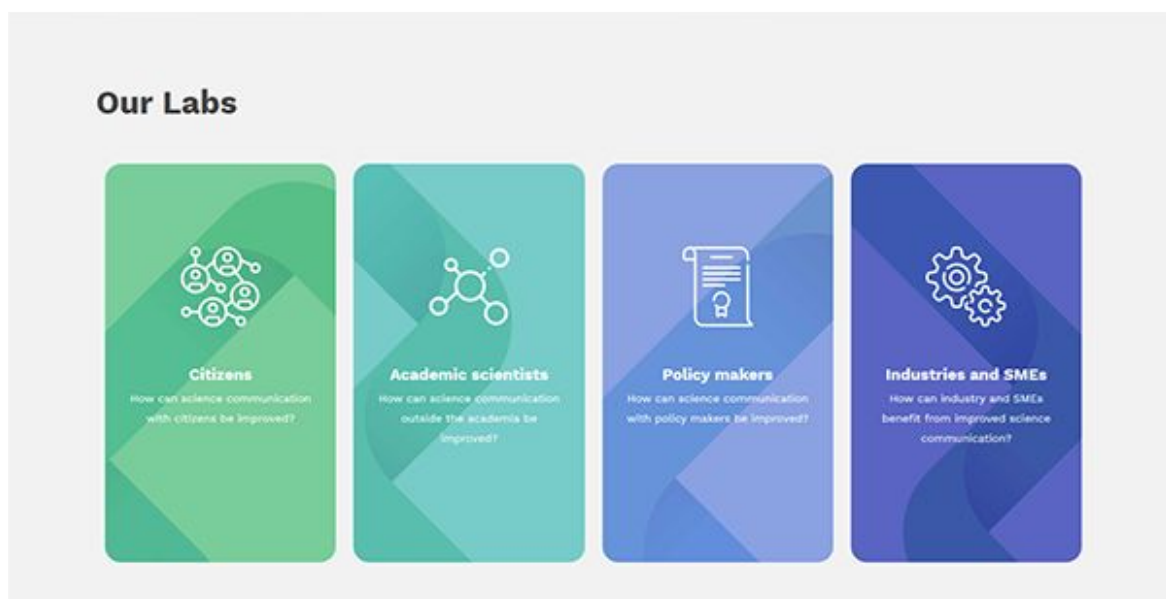 Our Labs
Citizens
How can science communication
with citizens be improved?
Academic scientists
How can science communication
outside the academia be
improved?
Policy makers
How can science communication
with policy makers be improved?
Industries and SMEs
How can industry and SMEs
benefit from improved science
communication?